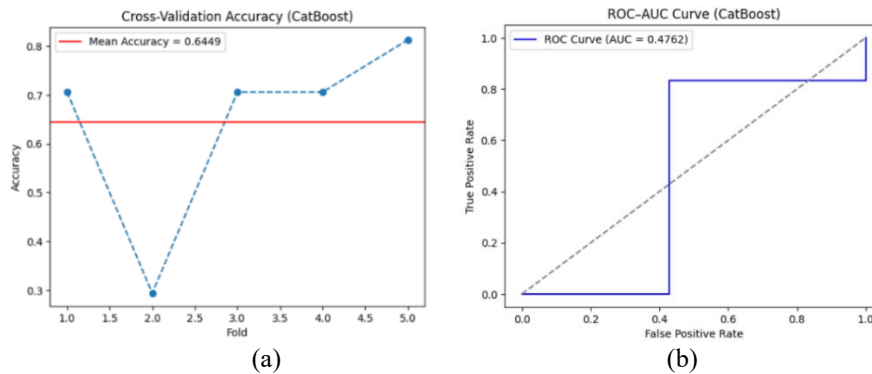 Cross-Validation Accuracy (CatBoost)
Mean Accuracy = 0.6449
0.8
0.7
0.6
0.5
0.4
0.3
Accuracy
1.0 1.5 2.0 2.5 3.0 3.5 4.0 4.5 5.0
Fold
(a)
ROC–AUC Curve (CatBoost)
ROC Curve (AUC = 0.4762)
1.0
0.8
0.6
0.4
0.2
0.0
True Positive Rate
0.0 0.2 0.4 0.6 0.8 1.0
False Positive Rate
(b)